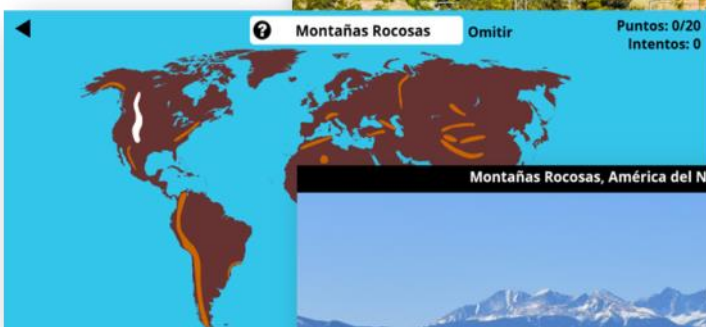 ? Montañas Rocosas
Omitir
Puntos: 0/20
Intentos: 0
Montañas Rocosas, América del N